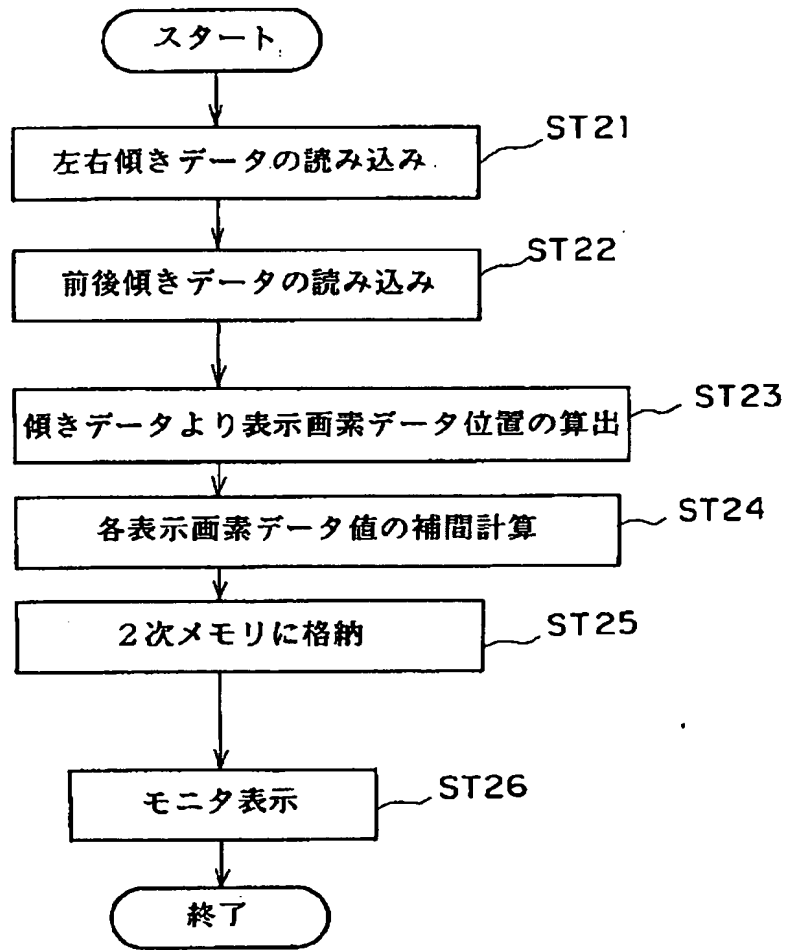 スタート
左右傾きデータの読み込み
ST21
前後傾きデータの読み込み
ST22
傾きデータより表示画素データ位置の算出
ST23
各表示画素データ値の補間計算
ST24
2次メモリに格納
ST25
モニタ表示
ST26
終了